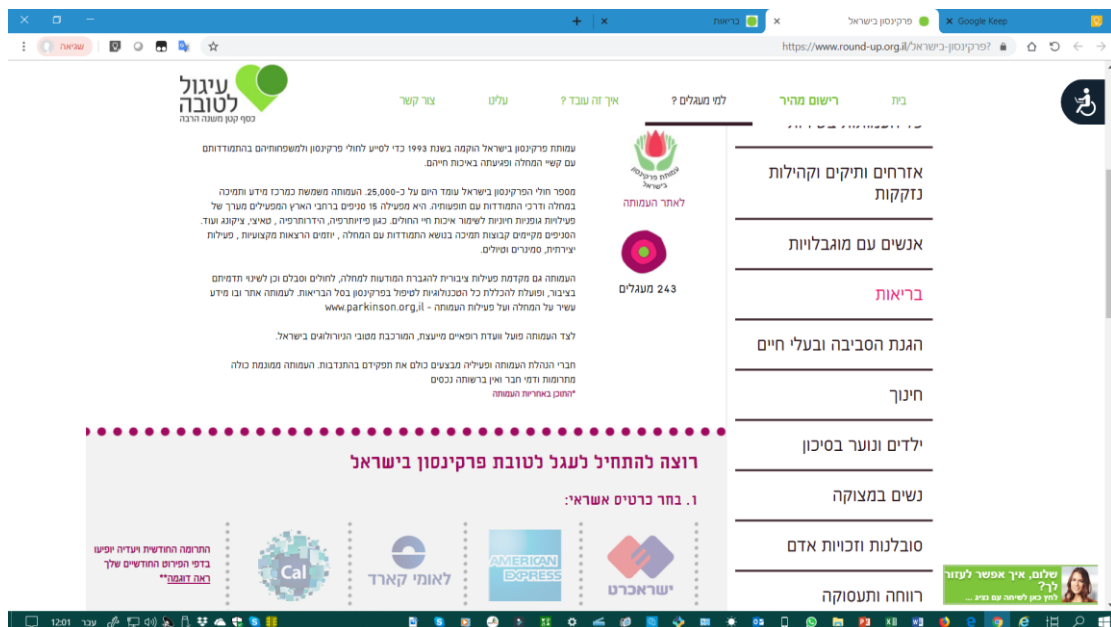 Google Keep
פרקינסון בישראל
בריאות
https://www.round-up.org.il/פרקינסון-בישראל?
שגיאה
עיגול
לטובה
כסף קטן משנה הרבה
בית
רישום מהיר
למי מעגלים ?
איך זה עובד ?
עלינו
צור קשר
אזרחים ותיקים וקהילות
נזקקות
אנשים עם מוגבלויות
בריאות
הגנת הסביבה ובעלי חיים
חינוך
ילדים ונוער בסיכון
נשים במצוקה
סובלנות וזכויות אדם
רווחה ותעסוקה
עמותת פרקינסון
בישראל
לאתר העמותה
243 מעגלים
עמותת פרקינסון בישראל הוקמה בשנת 1993 כדי לסייע לחולי פרקינסון ולמשפחותיהם בהתמודדותם
עם קשיי המחלה ופגיעתה באיכות חייהם.
מספר חולי הפרקינסון בישראל עומד היום על כ-25,000. העמותה משמשת כמרכז מידע ותמיכה
במחלה ודרכי התמודדות עם תופעותיה. היא מפעילה 15 סניפים ברחבי הארץ המפעילים מערך של
פעילויות גופניות חיוניות לשימור איכות חיי החולים. כגון פיזיותרפיה, הידרותרפיה , טאיצי, ציקונג ועוד.
הסניפים מקיימים קבוצות תמיכה בנושא התמודדות עם המחלה , יוזמים הרצאות מקצועיות , פעילות
יצירתית, סמינרים וטיולים.
העמותה גם מקדמת פעילות ציבורית להגברת המודעות למחלה, לחולים וסבלם וכן לשינוי תדמיתם
בציבור, ופועלת להכללת כל הטכנולוגיות לטיפול בפרקינסון בסל הבריאות. לעמותה אתר ובו מידע
עשיר על המחלה ועל פעילות העמותה - www.parkinson.org,il
לצד העמותה פועל וועדת רופאיים מייעצת, המורכבת מטובי הניורולוגים בישראל.
חברי הנהלת העמותה ופעיליה מבצעים כולם את תפקידם בהתנדבות. העמותה ממונמת כולה
מתרומות ודמי חבר ואין ברשותה נכסים
*התוכן באחריות העמותה
רוצה להתחיל לעגל לטובת פרקינסון בישראל
1. בחר כרטיס אשראי:
ישראכרט
AMERICAN
EXPRESS
לאומי קארד
Cal
התרומה החודשית ויעדיה יופיעו
בדפי הפירוט החודשיים שלך
ראה דוגמה**
שלום, איך אפשר לעזור
לך?
לחץ כאן לשיחה עם נציג ...
עבר
12:01